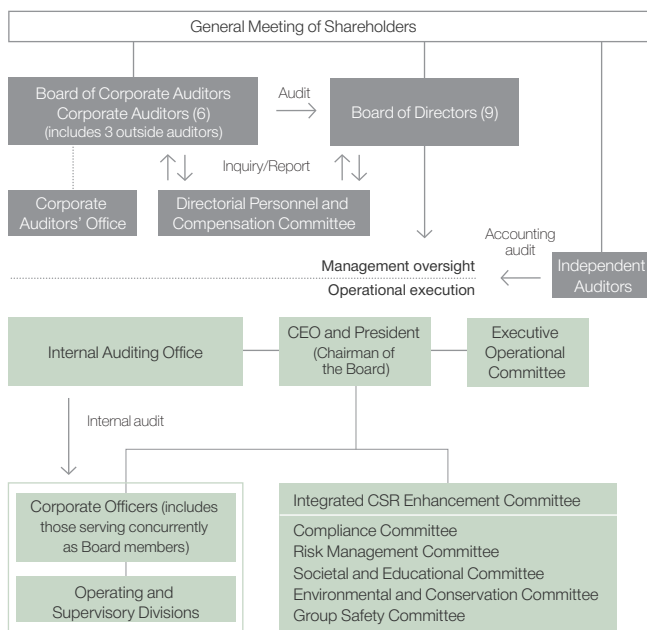 General Meeting of Shareholders
Board of Corporate Auditors
Corporate Auditors (6)
(includes 3 outside auditors)
Audit
Board of Directors (9)
Inquiry/Report
Corporate
Auditors’ Office
Directorial Personnel and
Compensation Committee
Accounting
audit
Management oversight
Operational execution
Independent
Auditors
Internal Auditing Office
CEO and President
(Chairman of
the Board)
Executive
Operational
Committee
Internal audit
Corporate Officers (includes
those serving concurrently
as Board members)
Operating and
Supervisory Divisions
Integrated CSR Enhancement Committee
Compliance Committee
Risk Management Committee
Societal and Educational Committee
Environmental and Conservation Committee
Group Safety Committee